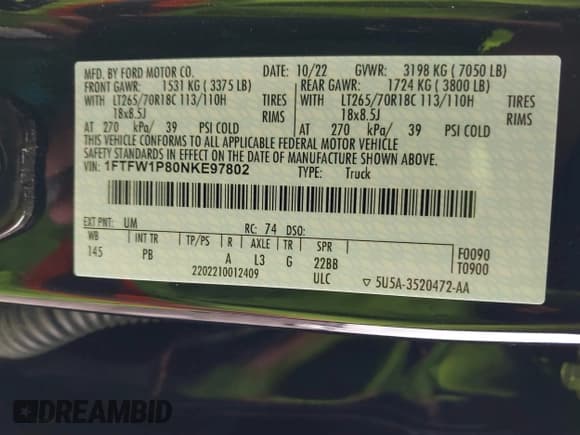 MFD. BY FORD MOTOR CO.
DATE: 10/22 GVWR: 3198 KG ( 7050 LB)
FRONT GAWR: 1531 KG ( 3375 LB) REAR GAWR: 1724 KG ( 3800 LB)
WITH LT265/70R18C 113/110H TIRES WITH LT265/70R18C 113/110H TIRES
18x8.5J RIMS 18x8.5J RIMS
AT 270 kPa/ 39 PSI COLD AT 270 kPa/ 39 PSI COLD
THIS VEHICLE CONFORMS TO ALL APPLICABLE FEDERAL MOTOR VEHICLE
SAFETY STANDARDS IN EFFECT ON THE DATE OF MANUFACTURE SHOWN ABOVE.
VIN: 1FTFW1P80NKE97802 TYPE: Truck
EXT PNT: UM RC: 74 DSO:
WB INT TR TP/PS R AXLE TR SPR F0090
145 PB A L3 G 22BB T0900
2202210012409 ULC 5U5A-3520472-AA
DREAMBID